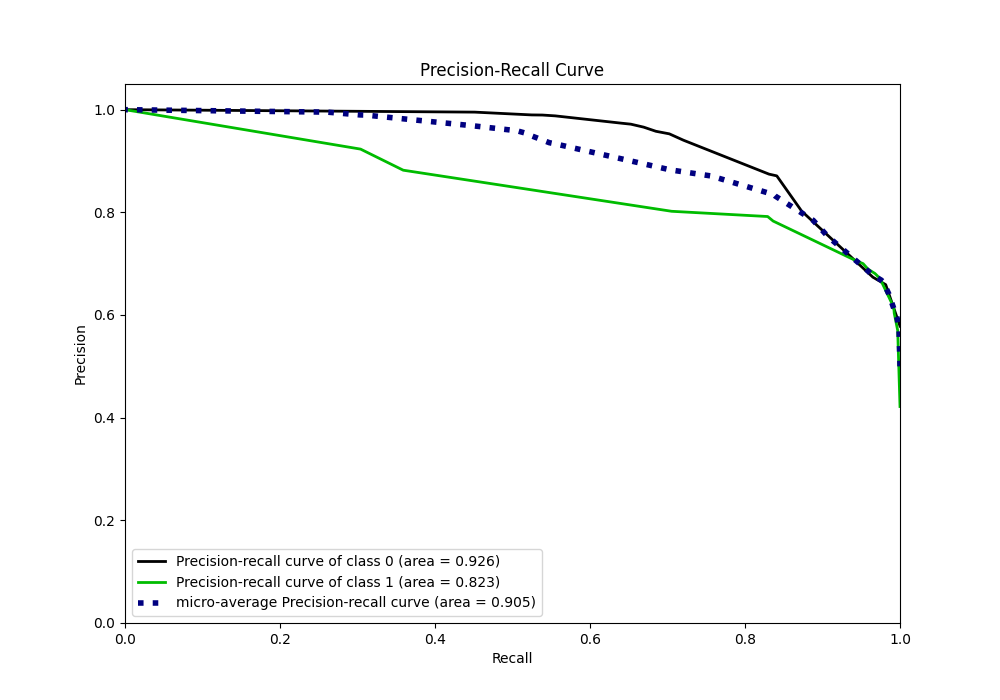 Precision-Recall Curve
1.0
0.8
0.6
0.4
0.2
0.0
Precision
Precision-recall curve of class 0 (area = 0.926)
Precision-recall curve of class 1 (area = 0.823)
micro-average Precision-recall curve (area = 0.905)
0.0 0.2 0.4 0.6 0.8 1.0
Recall